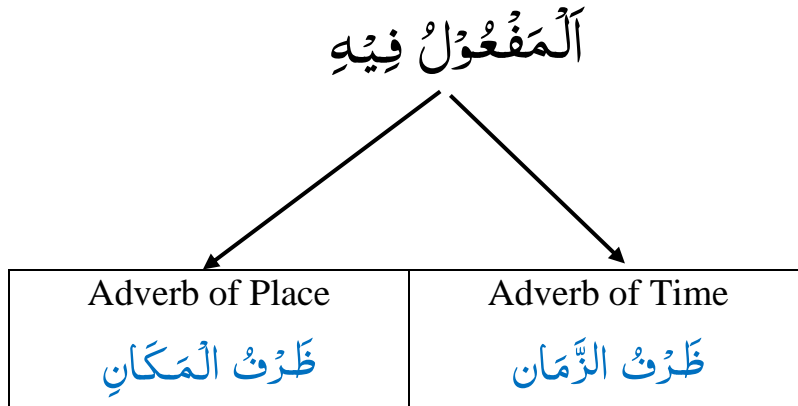 اَلْمَفْعُوْلُ فِيْهِ
Adverb of Place
ظَرْفُ الْمَكَانِ
Adverb of Time
ظَرْفُ الزَّمَان